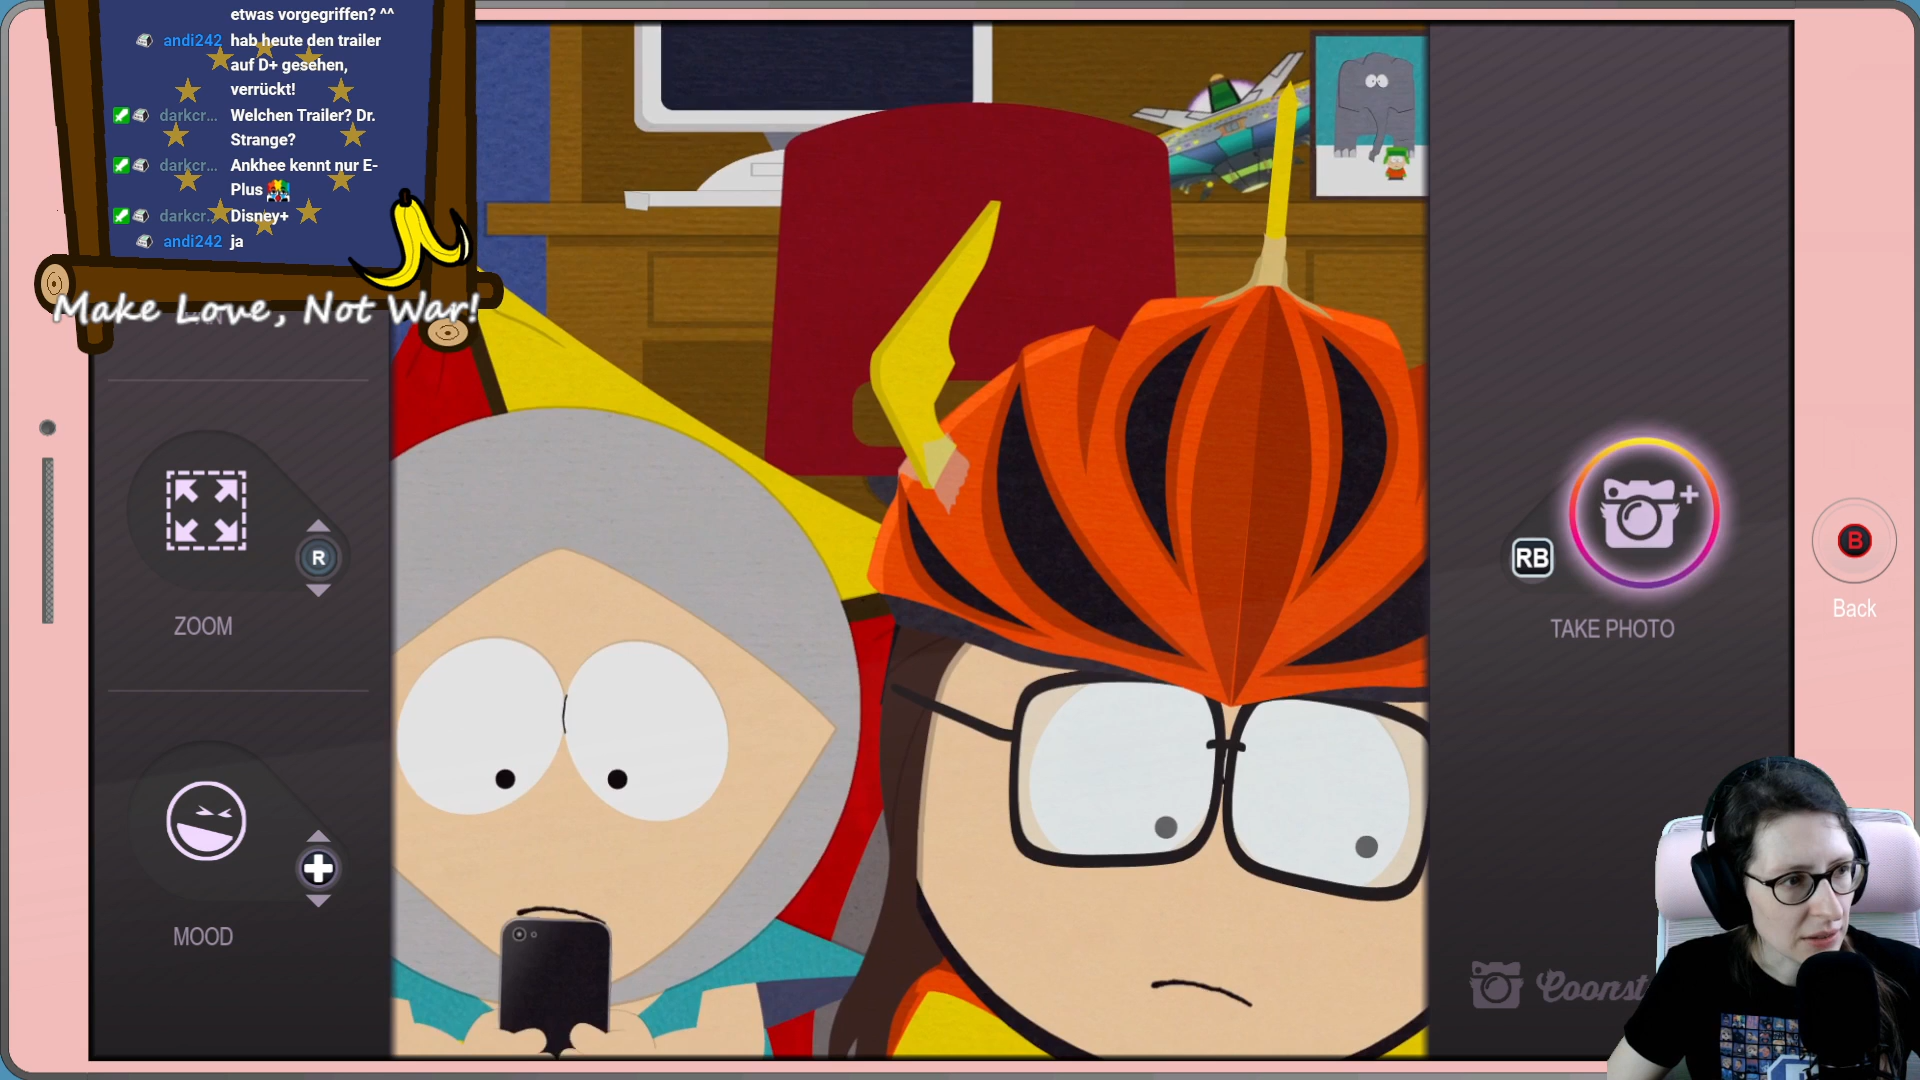 etwas vorgegriffen? ^^
andi242 hab heute den trailer
auf D+ gesehen,
verrückt!
darkcr... Welchen Trailer? Dr.
Strange?
darkcr... Ankhee kennt nur E-
Plus
darkcr... Disney+
andi242 ja
Make Love, Not War!
R
ZOOM
MOOD
RB
TAKE PHOTO
B
Back
Coonst